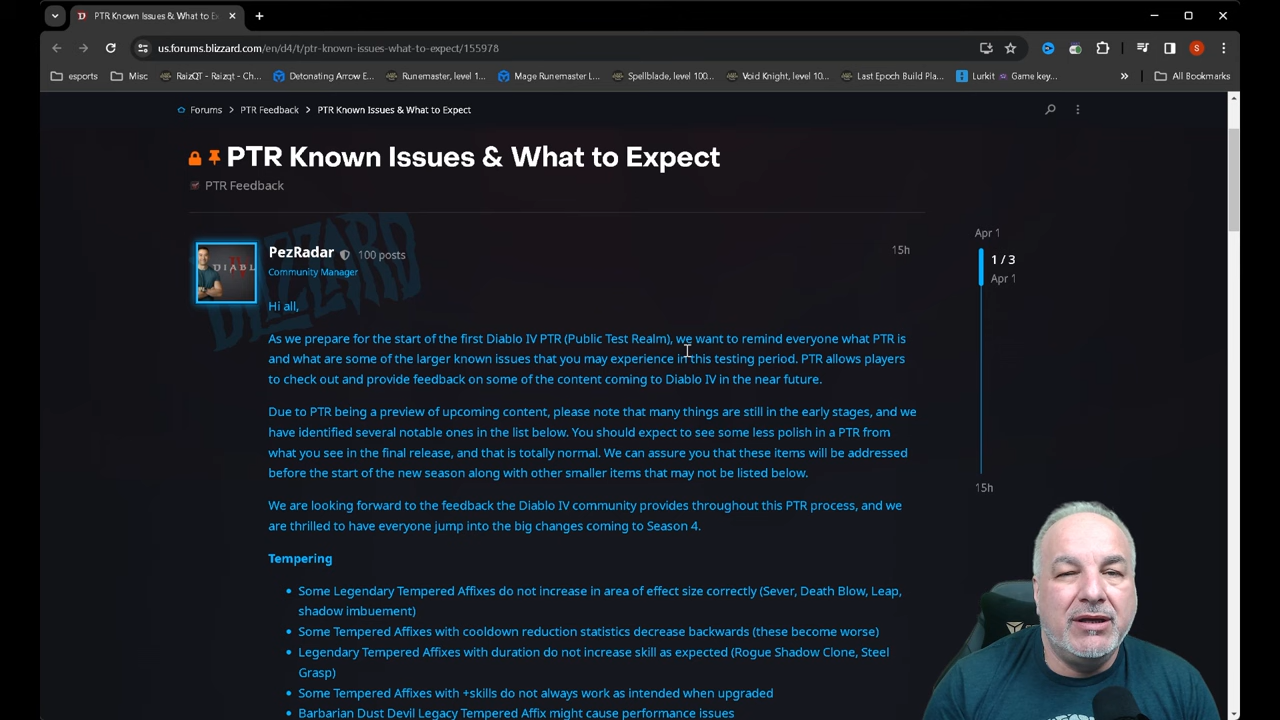 PTR Known Issues & What to Ex
us.forums.blizzard.com/en/d4/t/ptr-known-issues-what-to-expect/155978
S
esports
Misc
RaizQT - Raizqt - Ch...
Detonating Arrow E...
Runemaster, level 1...
Mage Runemaster L...
Spellblade, level 100...
Void Knight, level 10...
Last Epoch Build Pla...
Lurkit Game key...
All Bookmarks
Forums > PTR Feedback > PTR Known Issues & What to Expect
PTR Known Issues & What to Expect
PTR Feedback
BLIZZARD
DIABL
PezRadar 100 posts
15h
Community Manager
Apr 1
1 / 3
Apr 1
15h
Hi all,
As we prepare for the start of the first Diablo IV PTR (Public Test Realm), we want to remind everyone what PTR is
and what are some of the larger known issues that you may experience in this testing period. PTR allows players
to check out and provide feedback on some of the content coming to Diablo IV in the near future.
Due to PTR being a preview of upcoming content, please note that many things are still in the early stages, and we
have identified several notable ones in the list below. You should expect to see some less polish in a PTR from
what you see in the final release, and that is totally normal. We can assure you that these items will be addressed
before the start of the new season along with other smaller items that may not be listed below.
We are looking forward to the feedback the Diablo IV community provides throughout this PTR process, and we
are thrilled to have everyone jump into the big changes coming to Season 4.
Tempering
• Some Legendary Tempered Affixes do not increase in area of effect size correctly (Sever, Death Blow, Leap,
shadow imbuement)
• Some Tempered Affixes with cooldown reduction statistics decrease backwards (these become worse)
• Legendary Tempered Affixes with duration do not increase skill as expected (Rogue Shadow Clone, Steel
Grasp)
• Some Tempered Affixes with +skills do not always work as intended when upgraded
• Barbarian Dust Devil Legacy Tempered Affix might cause performance issues